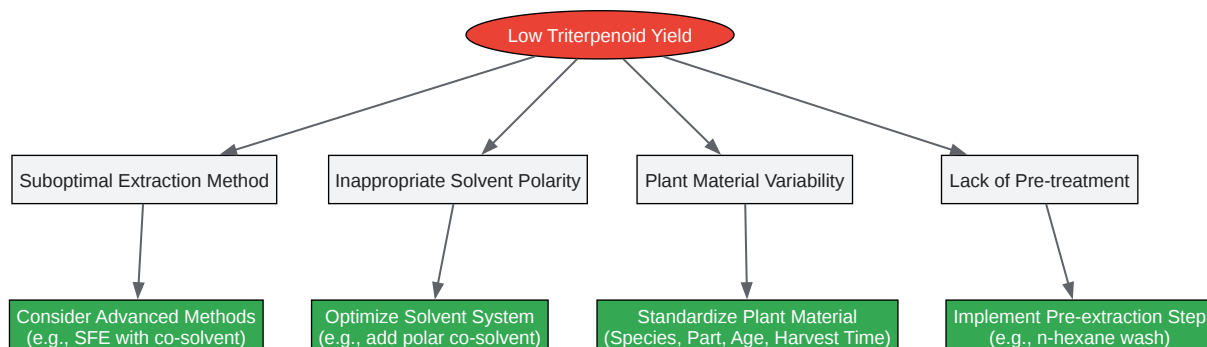 Low Triterpenoid Yield
Suboptimal Extraction Method
Inappropriate Solvent Polarity
Plant Material Variability
Lack of Pre-treatment
Consider Advanced Methods
(e.g., SFE with co-solvent)
Optimize Solvent System
(e.g., add polar co-solvent)
Standardize Plant Material
(Species, Part, Age, Harvest Time)
Implement Pre-extraction Step
(e.g., n-hexane wash)